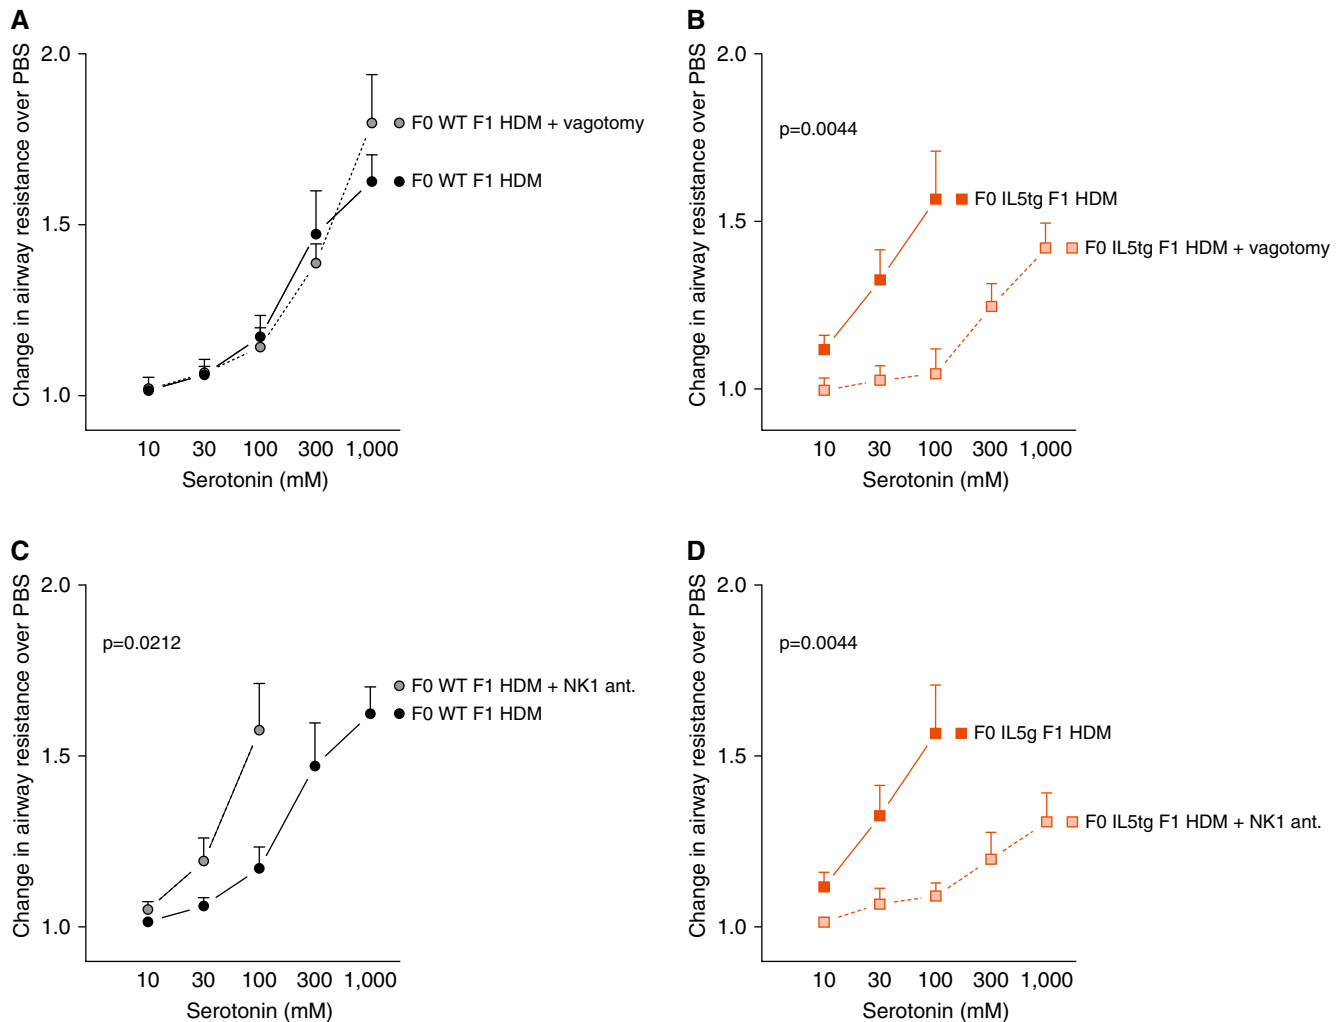 A
Change in airway resistance over PBS
2.0
1.5
1.0
F0 WT F1 HDM + vagotomy
F0 WT F1 HDM
10 30 100 300 1,000
Serotonin (mM)
B
Change in airway resistance over PBS
2.0
1.5
1.0
p=0.0044
F0 IL5tg F1 HDM
F0 IL5tg F1 HDM + vagotomy
10 30 100 300 1,000
Serotonin (mM)
C
Change in airway resistance over PBS
2.0
1.5
1.0
p=0.0212
F0 WT F1 HDM + NK1 ant.
F0 WT F1 HDM
10 30 100 300 1,000
Serotonin (mM)
D
Change in airway resistance over PBS
2.0
1.5
1.0
p=0.0044
F0 IL5g F1 HDM
F0 IL5tg F1 HDM + NK1 ant.
10 30 100 300 1,000
Serotonin (mM)